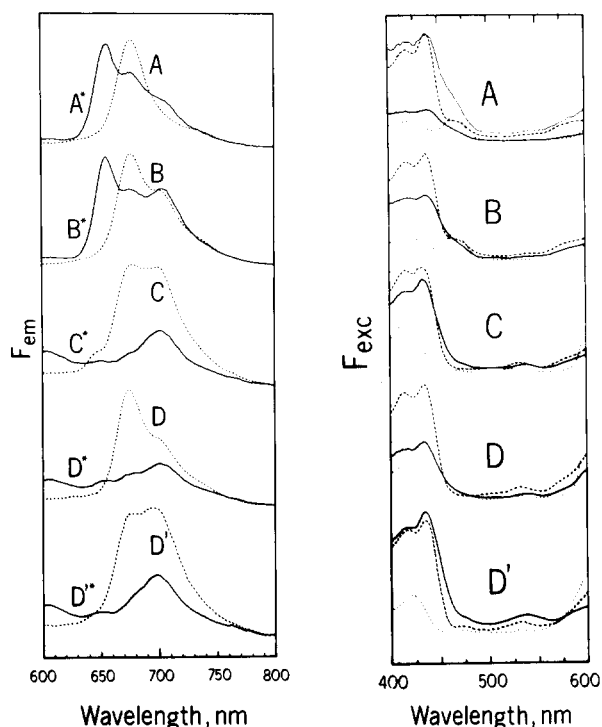 A
A*
B
B*
C
C*
D
D*
D'
D'*
F_em
600 650 700 750 800
Wavelength, nm
A
B
C
D
D'
F_exc
400 500 600
Wavelength, nm